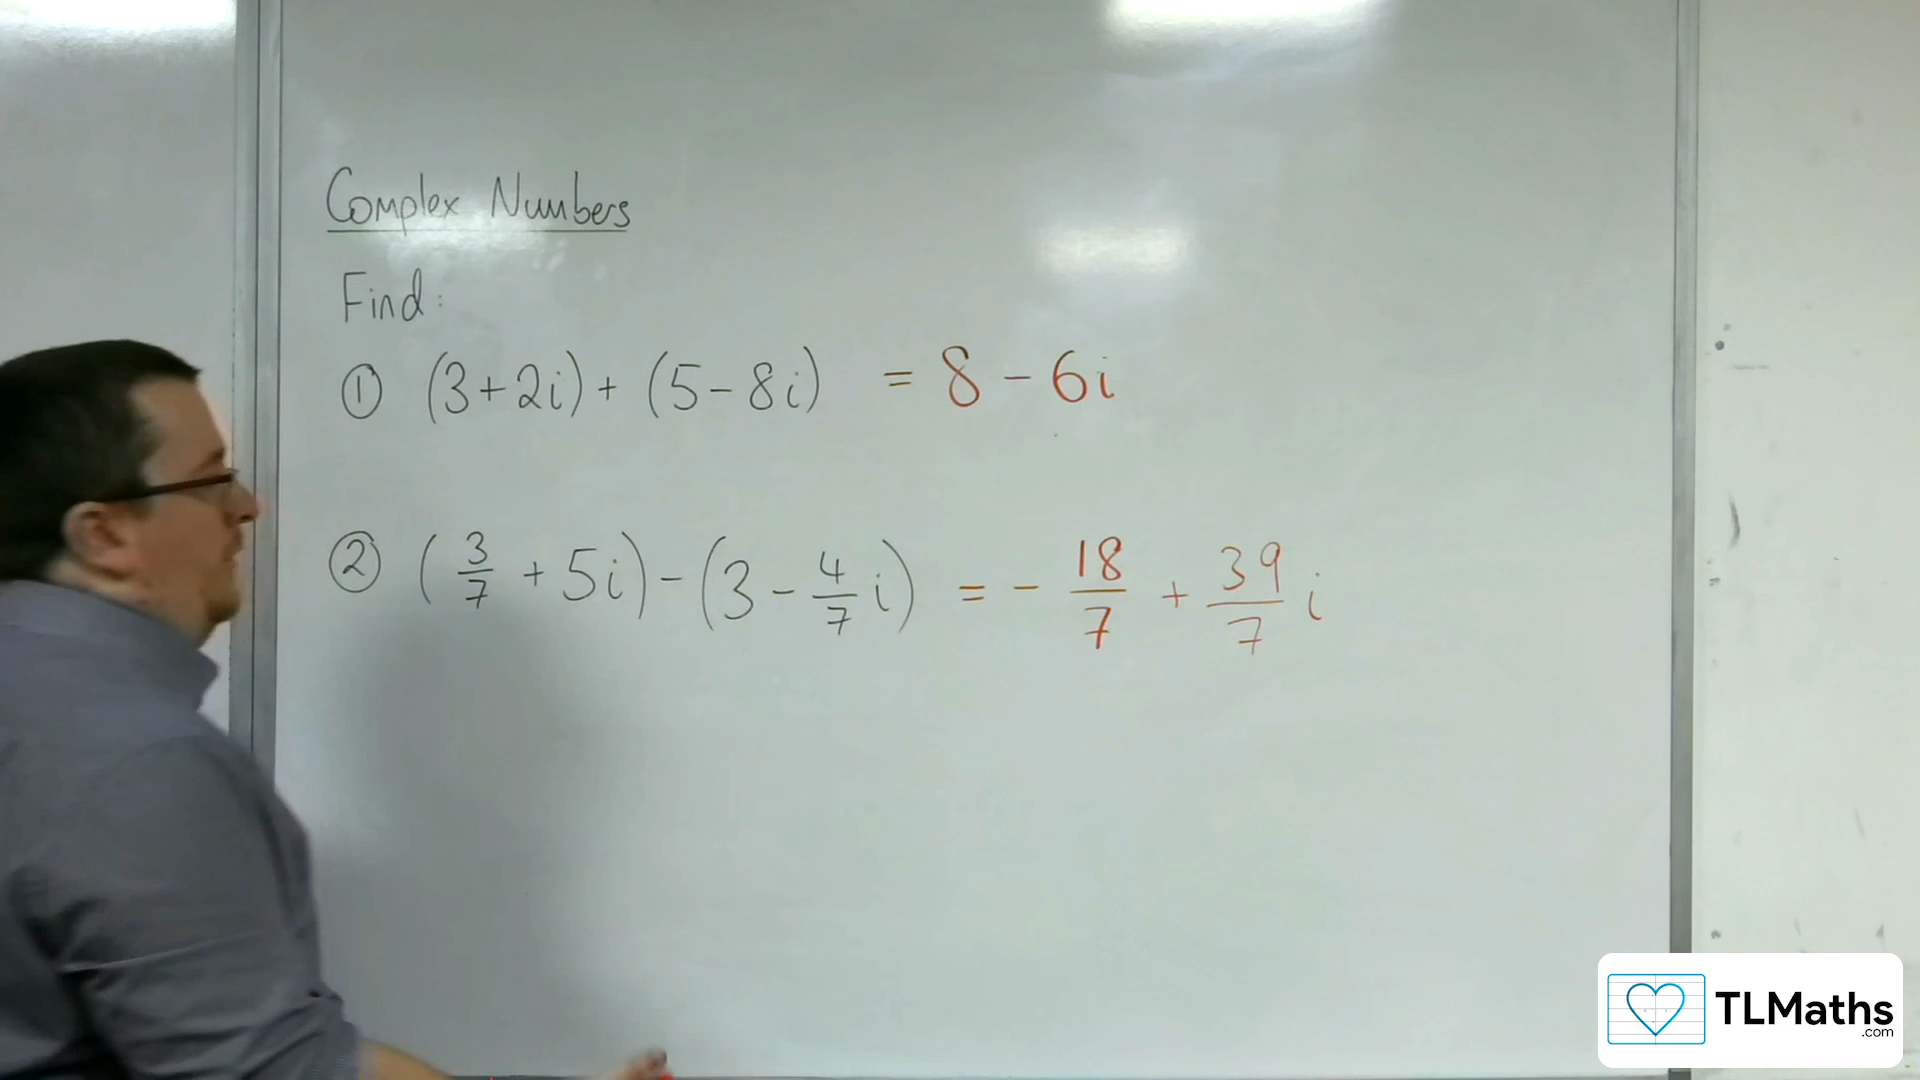 Complex Numbers
Find:
① (3+2i) + (5-8i) = 8 - 6i
② (3/7 + 5i) - (3 - 4/7 i) = - 18/7 + 39/7 i
TLMaths
.com